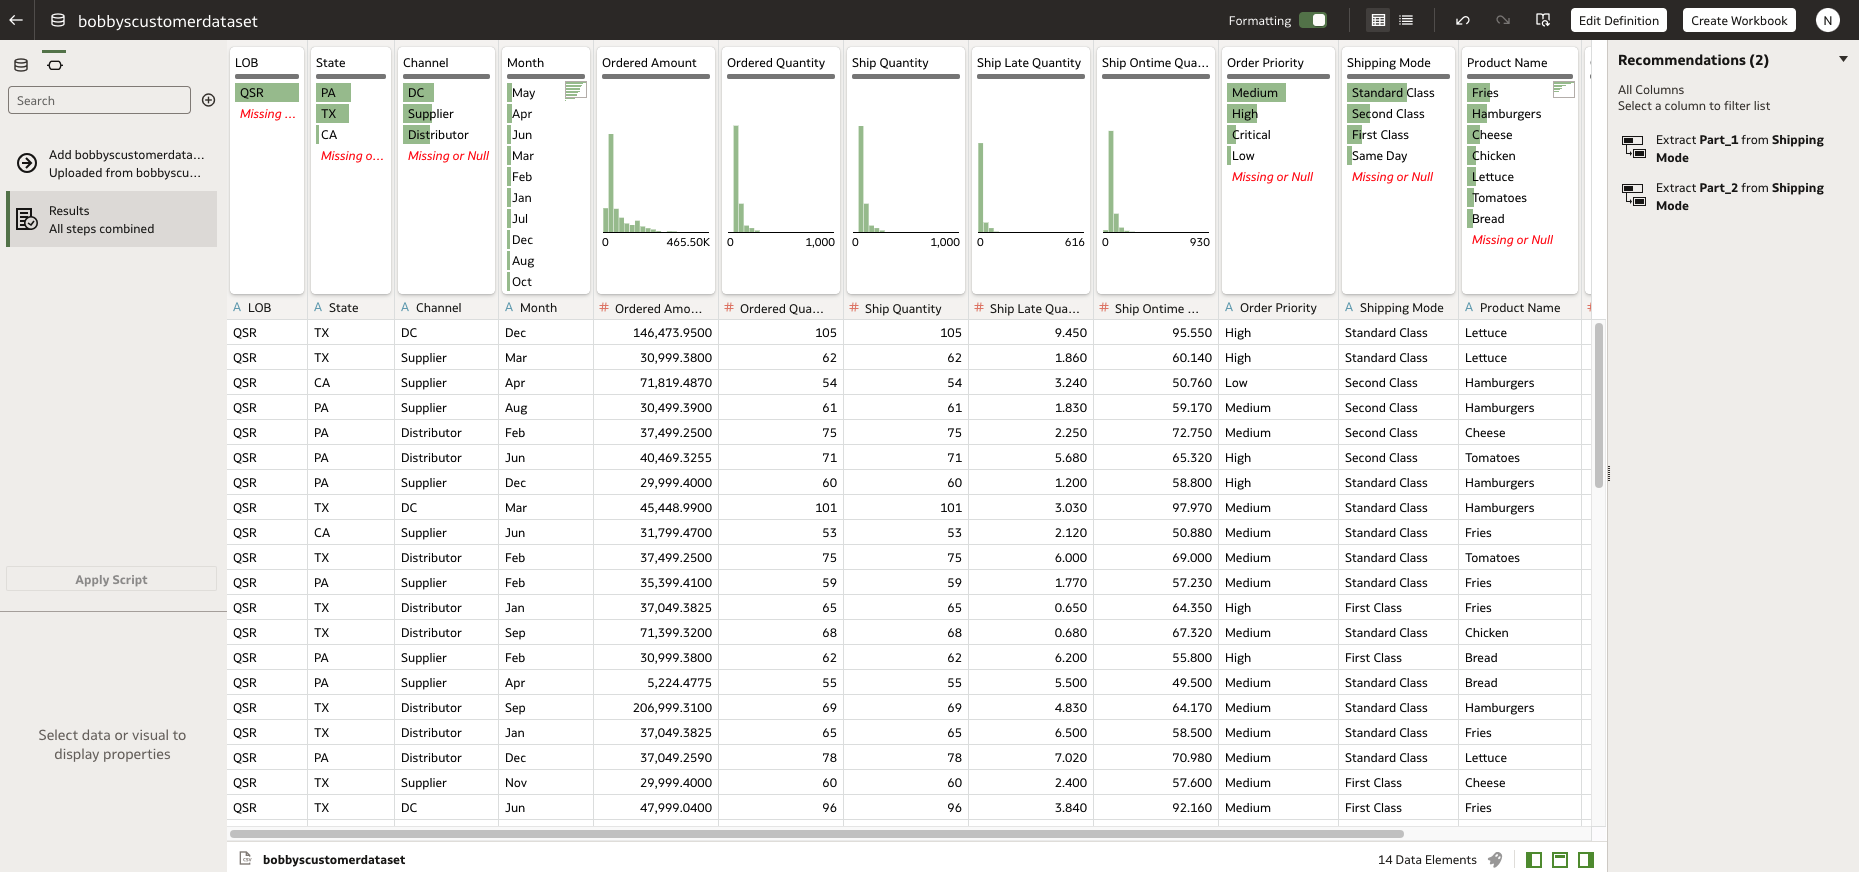 bobbyscustomerdataset
Formatting
Edit Definition
Create Workbook
N
Search
Add bobbyscustomerdata...
Uploaded from bobbyscu...
Results
All steps combined
Apply Script
Select data or visual to
display properties
LOB
QSR
Missing ...
State
PA
TX
CA
Missing o...
Channel
DC
Supplier
Distributor
Missing or Null
Month
May
Apr
Jun
Mar
Feb
Jan
Jul
Dec
Aug
Oct
Ordered Amount
0 465.50K
Ordered Quantity
0 1,000
Ship Quantity
0 1,000
Ship Late Quantity
0 616
Ship Ontime Qua...
0 930
Order Priority
Medium
High
Critical
Low
Missing or Null
Shipping Mode
Standard Class
Second Class
First Class
Same Day
Missing or Null
Product Name
Fries
Hamburgers
Cheese
Chicken
Lettuce
Tomatoes
Bread
Missing or Null
A LOB A State A Channel A Month # Ordered Amo... # Ordered Qua... # Ship Quantity # Ship Late Qua... # Ship Ontime ... A Order Priority A Shipping Mode A Product Name #
QSR TX DC Dec 146,473.9500 105 105 9.450 95.550 High Standard Class Lettuce
QSR TX Supplier Mar 30,999.3800 62 62 1.860 60.140 High Standard Class Lettuce
QSR CA Supplier Apr 71,819.4870 54 54 3.240 50.760 Low Second Class Hamburgers
QSR PA Supplier Aug 30,499.3900 61 61 1.830 59.170 Medium Second Class Hamburgers
QSR PA Distributor Feb 37,499.2500 75 75 2.250 72.750 Medium Second Class Cheese
QSR PA Distributor Jun 40,469.3255 71 71 5.680 65.320 High Second Class Tomatoes
QSR PA Supplier Dec 29,999.4000 60 60 1.200 58.800 High Standard Class Hamburgers
QSR TX DC Mar 45,448.9900 101 101 3.030 97.970 Medium Standard Class Hamburgers
QSR CA Supplier Jun 31,799.4700 53 53 2.120 50.880 Medium Standard Class Fries
QSR TX Distributor Feb 37,499.2500 75 75 6.000 69.000 Medium Standard Class Tomatoes
QSR PA Supplier Feb 35,399.4100 59 59 1.770 57.230 Medium Standard Class Fries
QSR TX Distributor Jan 37,049.3825 65 65 0.650 64.350 High First Class Fries
QSR TX Distributor Sep 71,399.3200 68 68 0.680 67.320 Medium Standard Class Chicken
QSR PA Supplier Feb 30,999.3800 62 62 6.200 55.800 High First Class Bread
QSR PA Supplier Apr 5,224.4775 55 55 5.500 49.500 Medium Standard Class Bread
QSR TX Distributor Sep 206,999.3100 69 69 4.830 64.170 Medium Standard Class Hamburgers
QSR TX Distributor Jan 37,049.3825 65 65 6.500 58.500 Medium Standard Class Fries
QSR PA Distributor Dec 37,049.2590 78 78 7.020 70.980 Medium Standard Class Lettuce
QSR TX Supplier Nov 29,999.4000 60 60 2.400 57.600 Medium First Class Cheese
QSR TX DC Jun 47,999.0400 96 96 3.840 92.160 Medium First Class Fries
bobbyscustomerdataset
14 Data Elements
Recommendations (2)
All Columns
Select a column to filter list
Extract Part_1 from Shipping
Mode
Extract Part_2 from Shipping
Mode